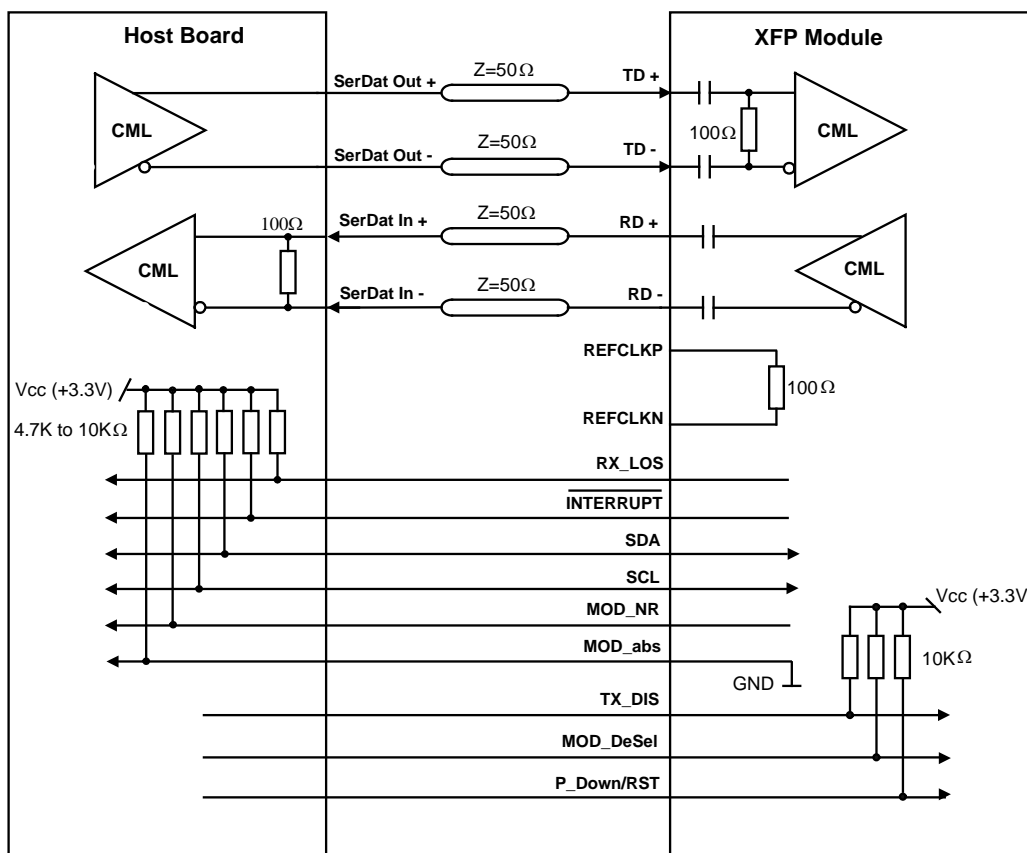 Host Board
XFP Module
SerDat Out +
Z=50Ω
TD +
CML
100Ω
CML
SerDat Out -
Z=50Ω
TD -
100Ω
SerDat In +
Z=50Ω
RD +
CML
CML
SerDat In -
Z=50Ω
RD -
REFCLKP
Vcc (+3.3V)
100Ω
4.7K to 10KΩ
REFCLKN
RX_LOS
INTERRUPT
SDA
SCL
Vcc (+3.3V
MOD_NR
MOD_abs
10KΩ
GND
TX_DIS
MOD_DeSel
P_Down/RST